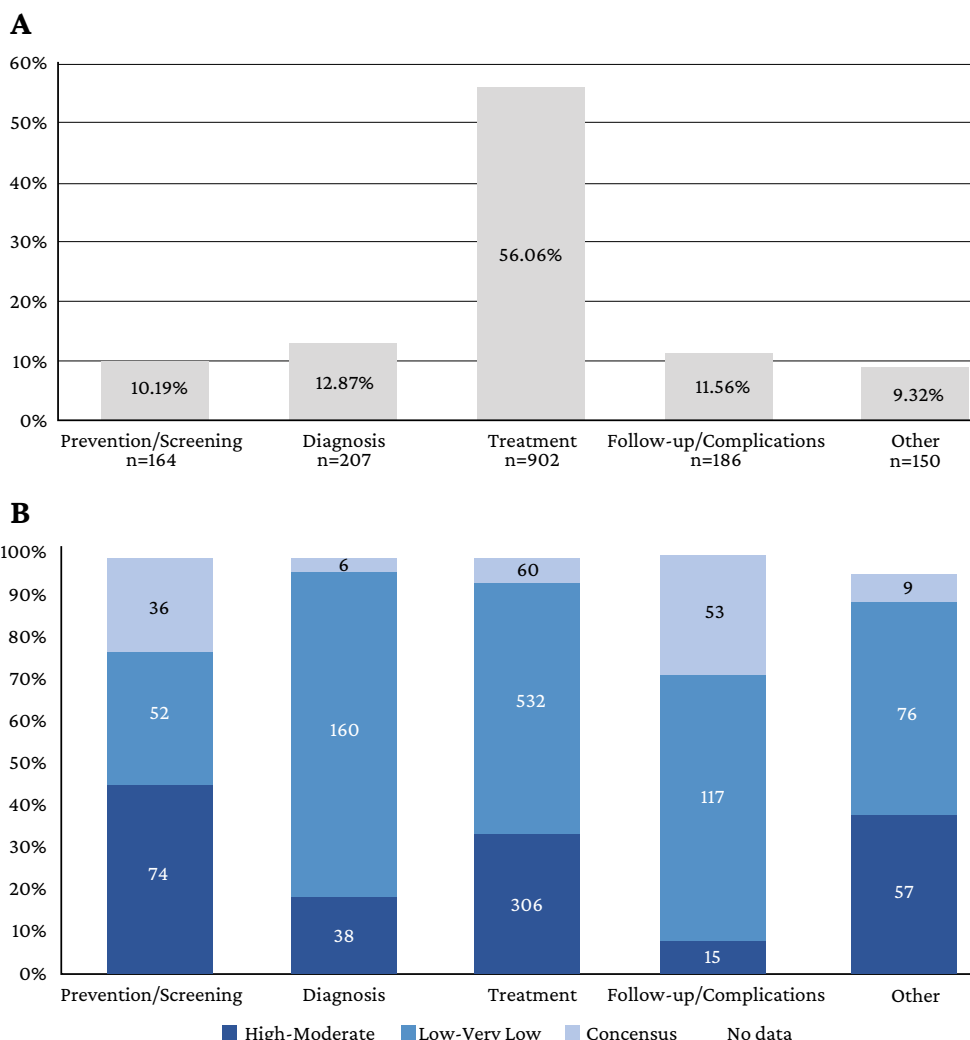 A
60%
50%
40%
30%
20%
10%
0%
56.06%
10.19%
12.87%
11.56%
9.32%
Prevention/Screening
n=164
Diagnosis
n=207
Treatment
n=902
Follow-up/Complications
n=186
Other
n=150
B
100%
90%
80%
70%
60%
50%
40%
30%
20%
10%
0%
36
52
74
6
160
38
60
532
306
53
117
15
9
76
57
Prevention/Screening
Diagnosis
Treatment
Follow-up/Complications
Other
High-Moderate
Low-Very Low
Concensus
No data